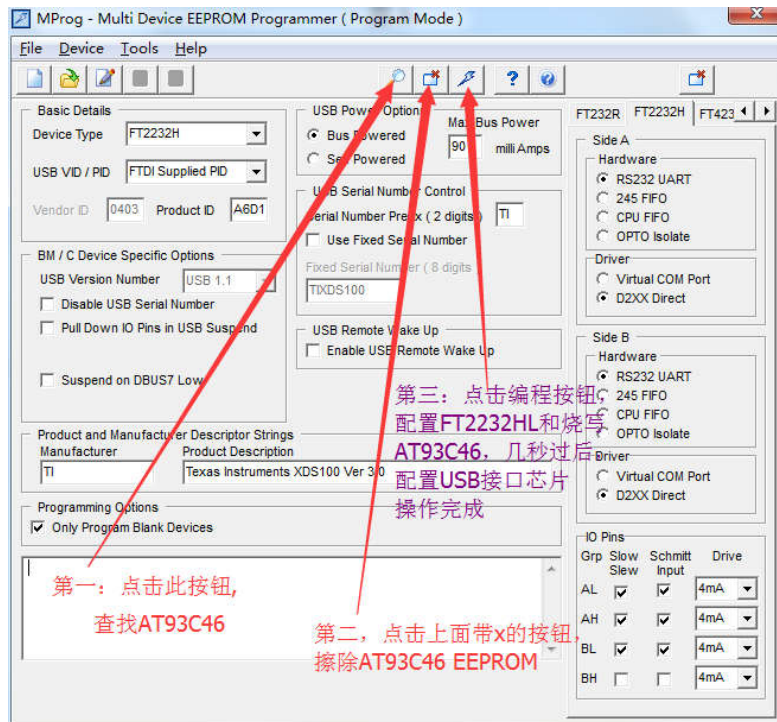 MProg - Multi Device EEPROM Programmer ( Program Mode )
File Device Tools Help
Basic Details
Device Type FT2232H
USB VID / PID FTDI Supplied PID
Vendor ID 0403 Product ID A6D1
BM / C Device Specific Options
USB Version Number USB 1.1
Disable USB Serial Number
Pull Down IO Pins in USB Suspend
Suspend on DBUS7 Low
USB Power Options
Bus Powered
Self Powered
Max Bus Power
90 milli Amps
USB Serial Number Control
Serial Number Prefix ( 2 digits ) TI
Use Fixed Serial Number
Fixed Serial Number ( 8 digits )
TIXDS100
USB Remote Wake Up
Enable USB Remote Wake Up
Product and Manufacturer Descriptor Strings
Manufacturer Product Description
TI Texas Instruments XDS100 Ver 3.0
Programming Options
Only Program Blank Devices
第一：点击此按钮,
查找AT93C46
第二，点击上面带x的按钮，
擦除AT93C46 EEPROM
第三：点击编程按钮，
配置FT2232HL和烧写
AT93C46，几秒过后
配置USB接口芯片
操作完成
FT232R FT2232H FT423
Side A
Hardware
RS232 UART
245 FIFO
CPU FIFO
OPTO Isolate
Driver
Virtual COM Port
D2XX Direct
Side B
Hardware
RS232 UART
245 FIFO
CPU FIFO
OPTO Isolate
Driver
Virtual COM Port
D2XX Direct
IO Pins
Grp Slow Schmitt Drive
Slew Input
AL 4mA
AH 4mA
BL 4mA
BH 4mA